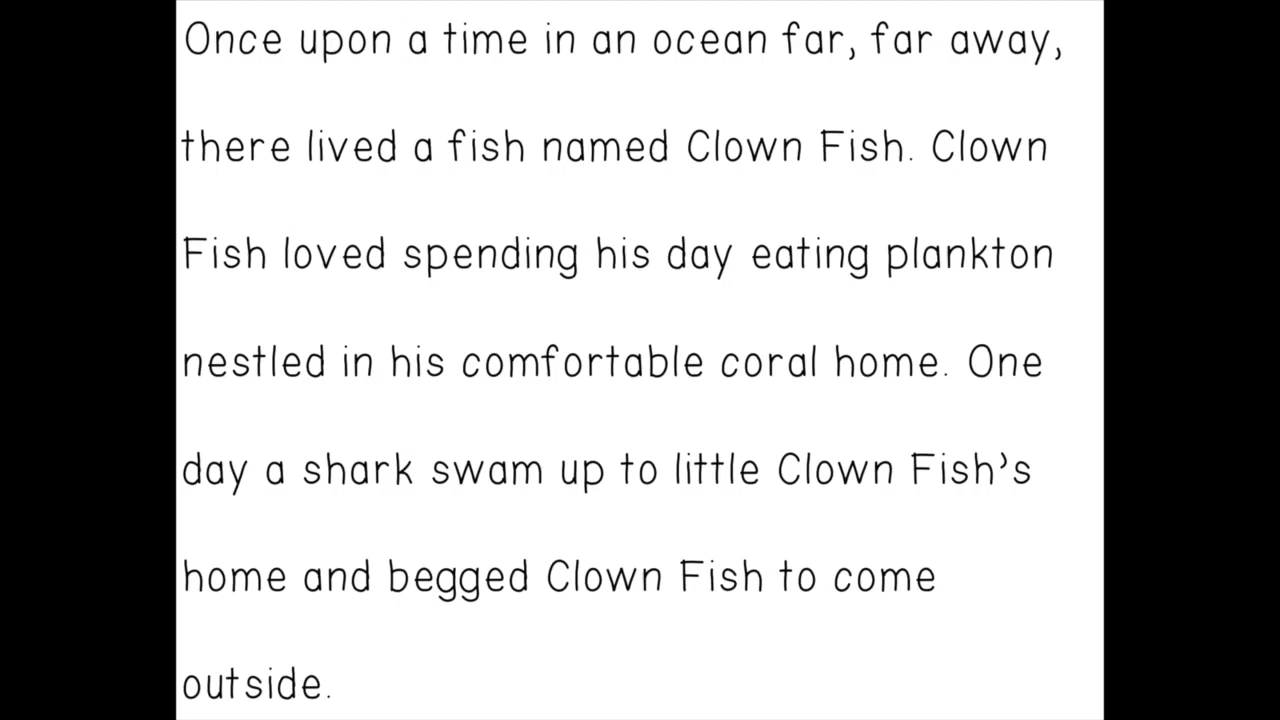 Once upon a time in an ocean far, far away,
there lived a fish named Clown Fish. Clown
Fish loved spending his day eating plankton
nestled in his comfortable coral home. One
day a shark swam up to little Clown Fish’s
home and begged Clown Fish to come
outside.